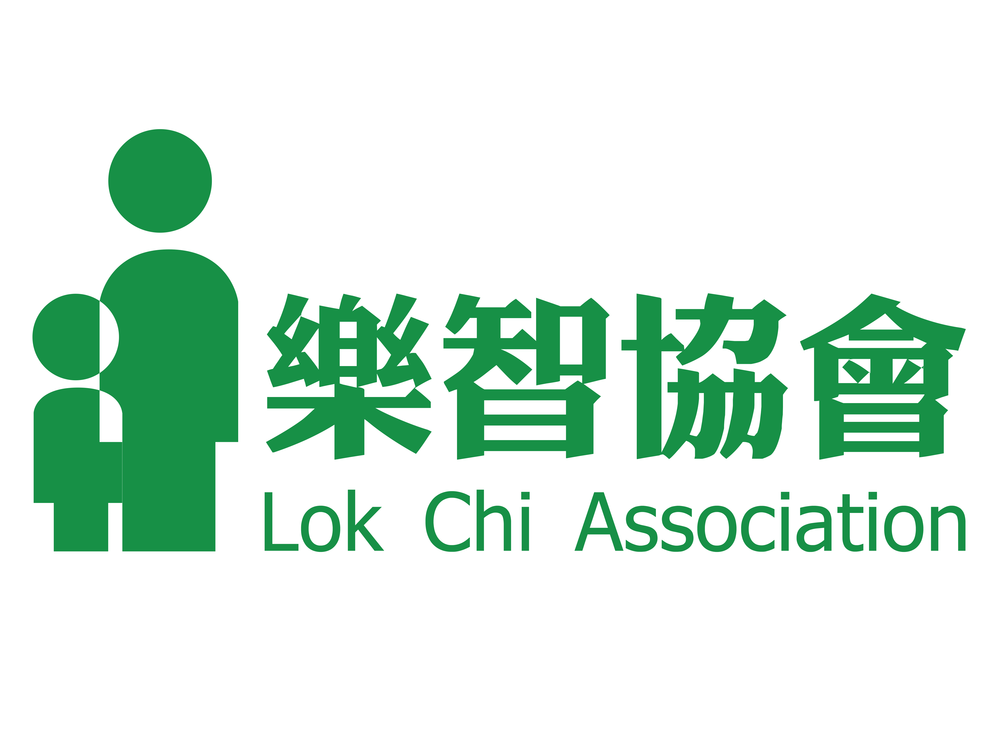 樂智協會
Lok Chi Association